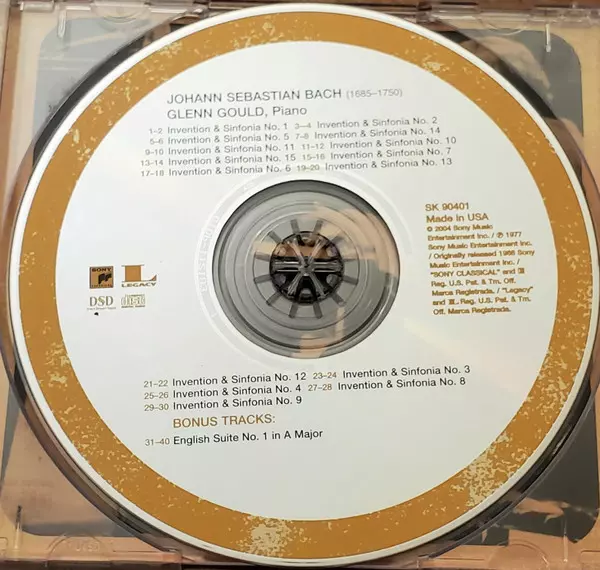 JOHANN SEBASTIAN BACH (1685–1750)
GLENN GOULD, Piano
1–2 Invention & Sinfonia No. 1 3–4 Invention & Sinfonia No. 2
5–6 Invention & Sinfonia No. 5 7–8 Invention & Sinfonia No. 14
9–10 Invention & Sinfonia No. 11 11–12 Invention & Sinfonia No. 10
13–14 Invention & Sinfonia No. 15 15–16 Invention & Sinfonia No. 7
17–18 Invention & Sinfonia No. 6 19–20 Invention & Sinfonia No. 13
SK 90401
Made in USA
© 2004 Sony Music
Entertainment Inc. / ℗ 1977
Sony Music Entertainment Inc.
/ Originally released 1966 Sony
Music Entertainment Inc. /
"SONY CLASSICAL" and
Reg. U.S. Pat. & Tm. Off.
Marca Registrada. / "Legacy"
and L Reg. U.S. Pat. & Tm.
Off. Marca Registrada.
SONY
L
LEGACY
DSD
COMPACT
disc
DIGITAL AUDIO
21–22 Invention & Sinfonia No. 12 23–24 Invention & Sinfonia No. 3
25–26 Invention & Sinfonia No. 4 27–28 Invention & Sinfonia No. 8
29–30 Invention & Sinfonia No. 9
BONUS TRACKS:
31–40 English Suite No. 1 in A Major